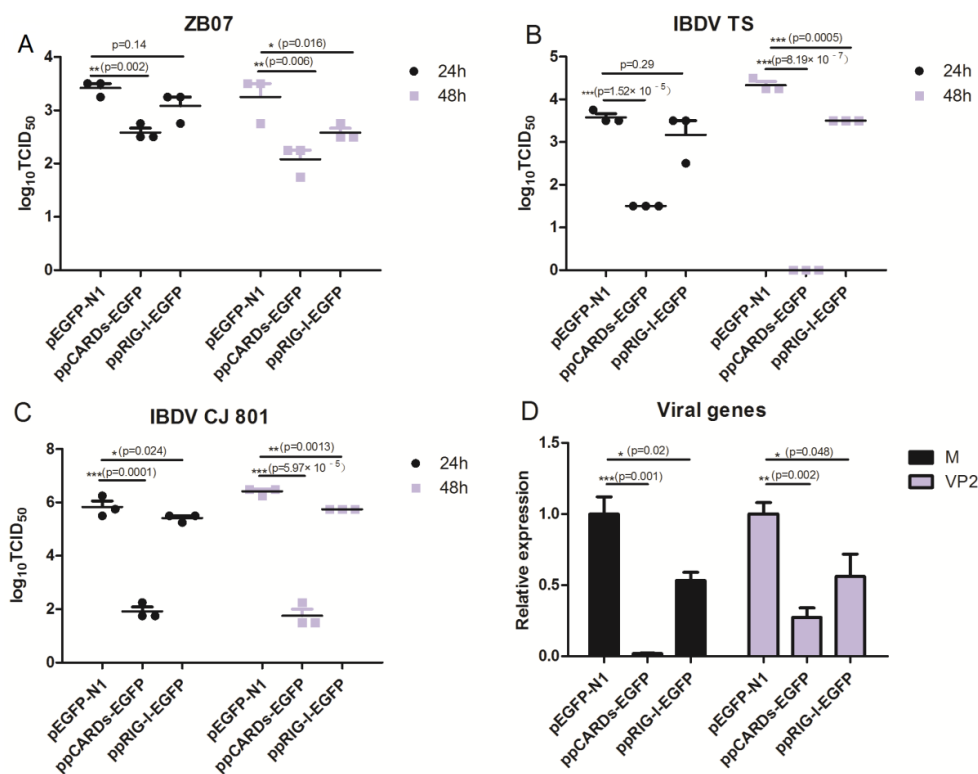 A
ZB07
log10TCID50
4
3
2
1
0
p=0.14
**(p=0.002)
* (p=0.016)
**(p=0.006)
24h
48h
pEGFP-N1
ppCARDs-EGFP
ppRIG-I-EGFP
pEGFP-N1
ppCARDs-EGFP
ppRIG-I-EGFP
B
IBDV TS
log10TCID50
5
4
3
2
1
0
p=0.29
***(p=1.52× 10 -5)
*** (p=0.0005)
***(p=8.19× 10 -7)
24h
48h
pEGFP-N1
ppCARDs-EGFP
ppRIG-I-EGFP
pEGFP-N1
ppCARDs-EGFP
ppRIG-I-EGFP
C
IBDV CJ 801
log10TCID50
8
6
4
2
0
* (p=0.024)
***(p=0.0001)
** (p=0.0013)
***(p=5.97× 10 -5)
24h
48h
pEGFP-N1
ppCARDs-EGFP
ppRIG-I-EGFP
pEGFP-N1
ppCARDs-EGFP
ppRIG-I-EGFP
D
Viral genes
Relative expression
1.5
1.0
0.5
0.0
* (p=0.02)
***(p=0.001)
* (p=0.048)
** (p=0.002)
M
VP2
pEGFP-N1
ppCARDs-EGFP
ppRIG-I-EGFP
pEGFP-N1
ppCARDs-EGFP
ppRIG-I-EGFP